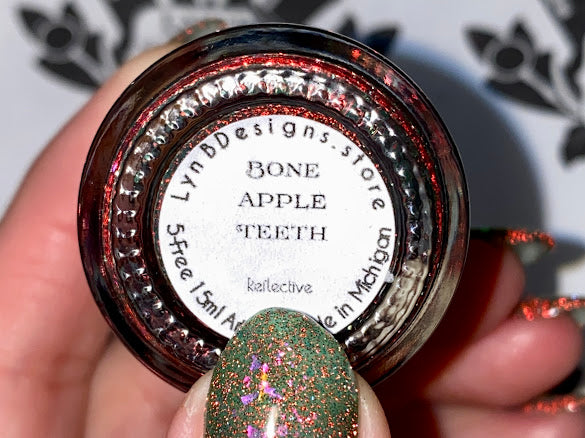 LynBDesigns.store
BONE
APPLE
TEETH
Reflective
5-Free 15ml in Michigan